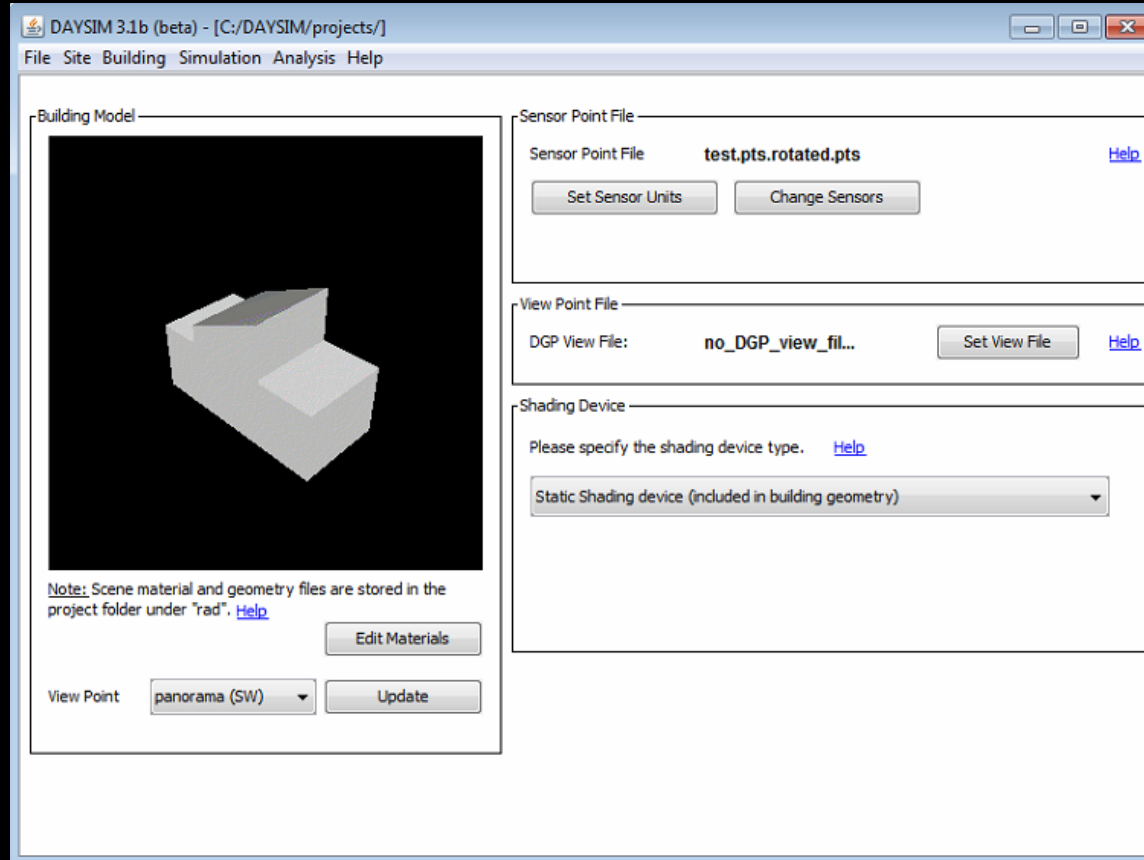 DAYSIM 3.1b (beta) - [C:/DAYSIM/projects/]
File Site Building Simulation Analysis Help
Building Model
Note: Scene material and geometry files are stored in the
project folder under "rad". Help
Edit Materials
View Point panorama (SW) Update
Sensor Point File
Sensor Point File test.pts.rotated.pts Help
Set Sensor Units Change Sensors
View Point File
DGP View File: no_DGP_view_fil... Set View File Help
Shading Device
Please specify the shading device type. Help
Static Shading device (included in building geometry)